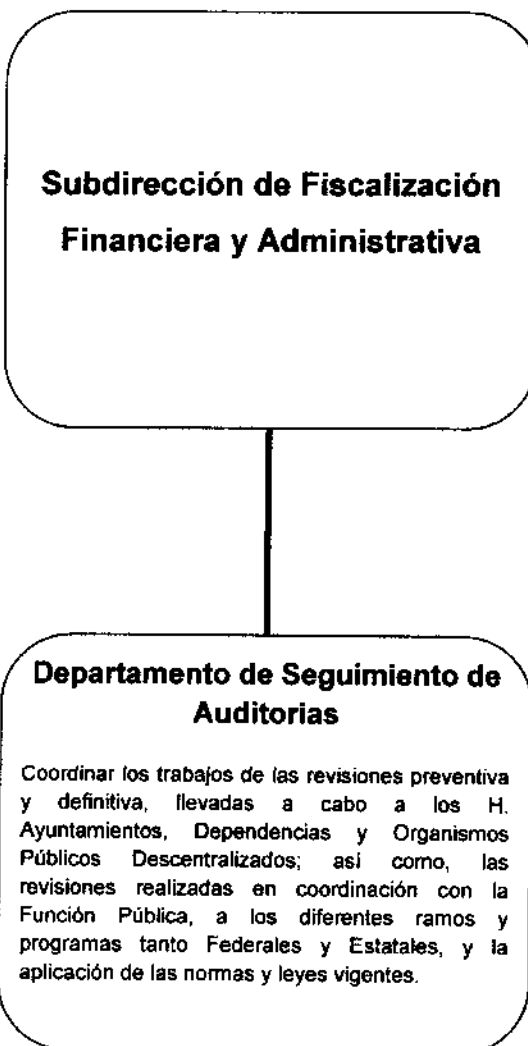 Subdirección de Fiscalización
Financiera y Administrativa
Departamento de Seguimiento de
Auditorias
Coordinar los trabajos de las revisiones preventiva
y definitiva, llevadas a cabo a los H.
Ayuntamientos, Dependencias y Organismos
Públicos Descentralizados; así como, las
revisiones realizadas en coordinación con la
Función Pública, a los diferentes ramos y
programas tanto Federales y Estatales, y la
aplicación de las normas y leyes vigentes.